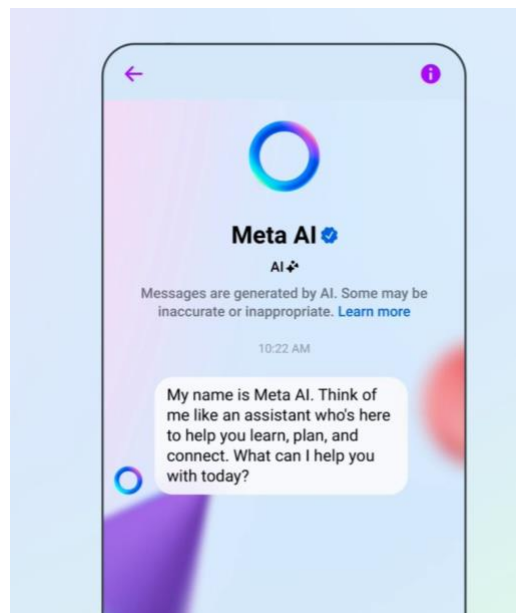 Meta AI
AI
Messages are generated by AI. Some may be
inaccurate or inappropriate. Learn more
10:22 AM
My name is Meta AI. Think of
me like an assistant who's here
to help you learn, plan, and
connect. What can I help you
with today?